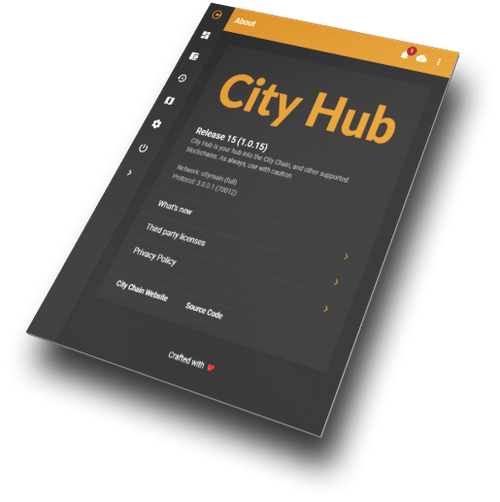 About
1
City Hub
Release 15 (1.0.15)
City Hub is your hub into the City Chain, and other supported
blockchains. As always, use with caution.
Network: citymain (full)
Protocol: 3.0.0.1 (70012)
What's new
Third party licenses
Privacy Policy
City Chain Website
Source Code
Crafted with